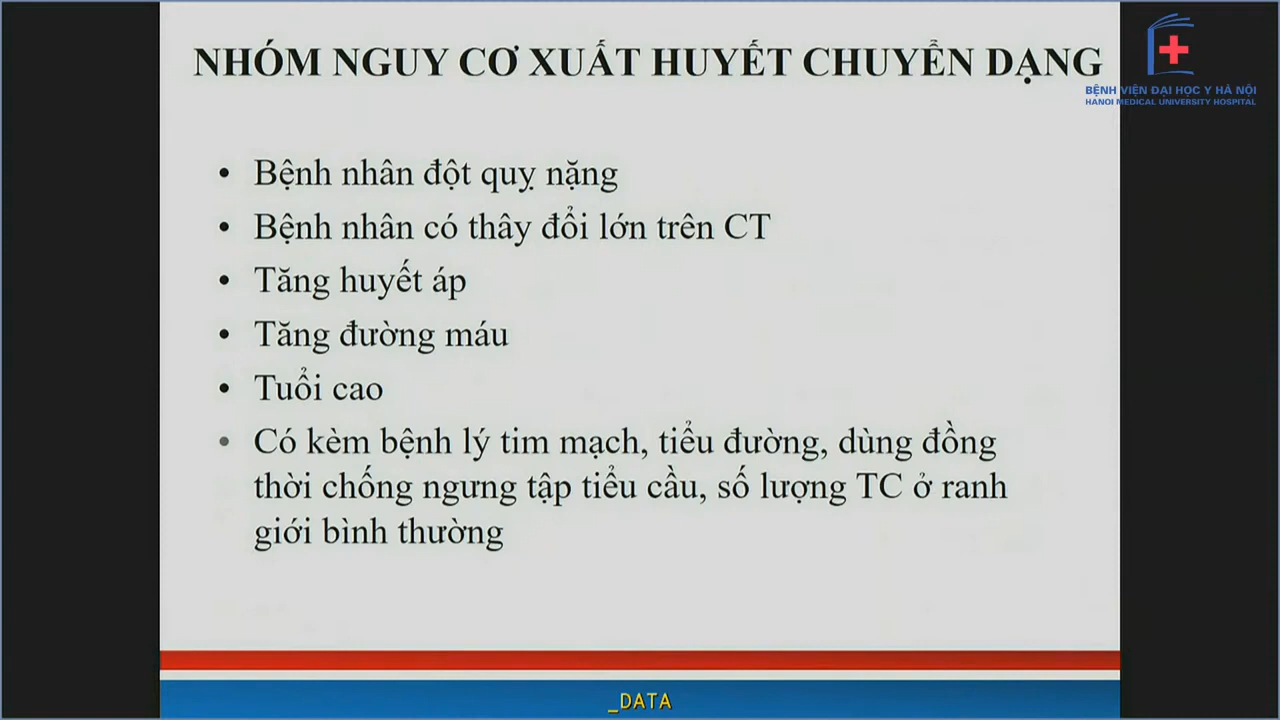 NHÓM NGUY CƠ XUẤT HUYẾT CHUYỂN DẠNG
BỆNH VIỆN ĐẠI HỌC Y HÀ NỘI
HANOI MEDICAL UNIVERSITY HOSPITAL
• Bệnh nhân đột quỵ nặng
• Bệnh nhân có thây đổi lớn trên CT
• Tăng huyết áp
• Tăng đường máu
• Tuổi cao
• Có kèm bệnh lý tim mạch, tiểu đường, dùng đồng
thời chống ngưng tập tiểu cầu, số lượng TC ở ranh
giới bình thường
_DATA